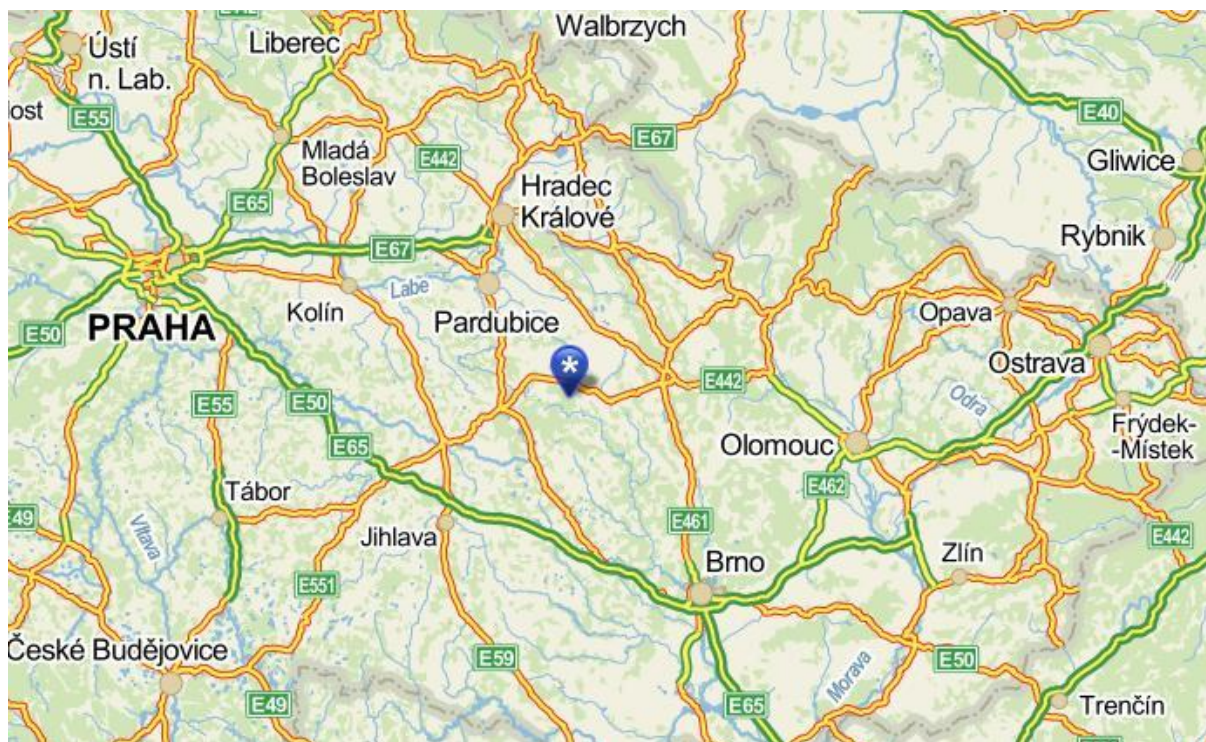 Walbrzych
Ústí
n. Lab.
Liberec
E55
E40
Mladá
Boleslav
E442
E67
Gliwice
E65
Hradec
Králové
Rybnik
E67
Labe
Kolín
Opava
E50
PRAHA
Pardubice
Ostrava
*
E442
E55
E50
Odra
Frýdek-
-Místek
E65
Olomouc
Tábor
E462
E49
Vltava
Jihlava
E461
E442
Brno
Zlín
E551
České Budějovice
E59
Morava
E50
E49
E65
Trenčín